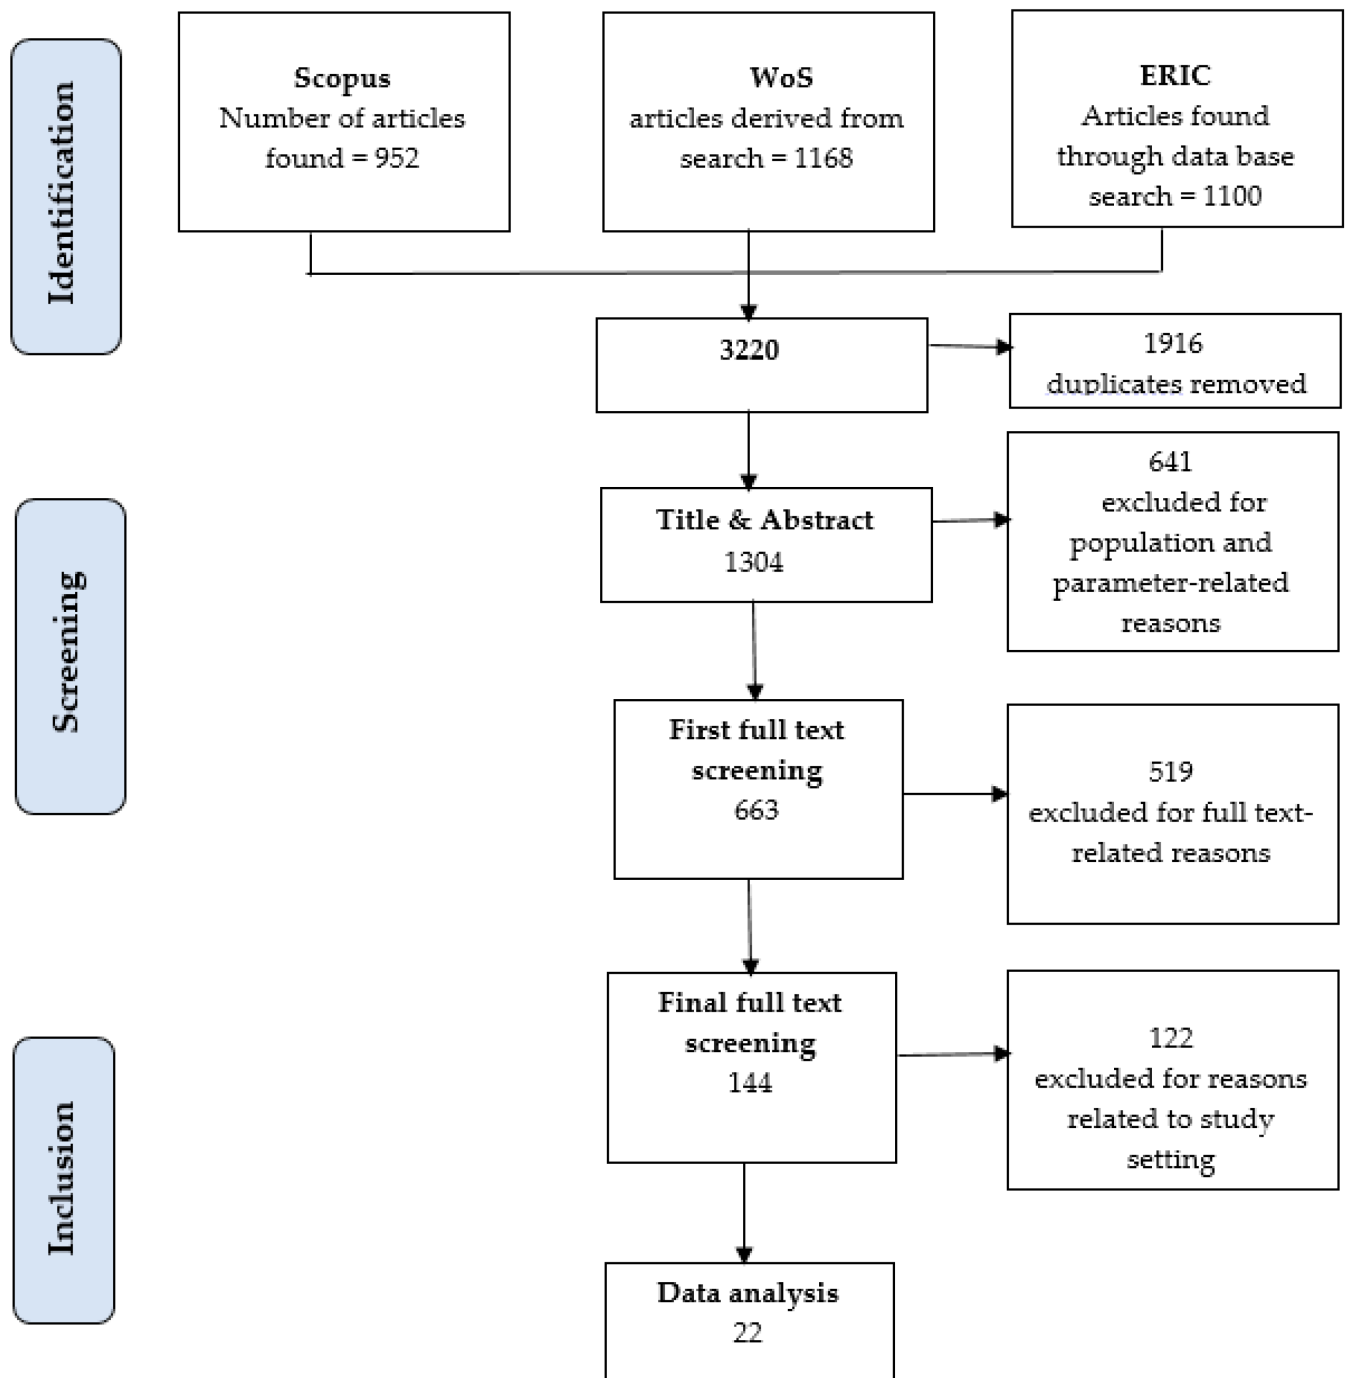 Identification
Scopus
Number of articles
found = 952
WoS
articles derived from
search = 1168
ERIC
Articles found
through data base
search = 1100
3220
1916
duplicates removed
Screening
Title & Abstract
1304
641
excluded for
population and
parameter-related
reasons
First full text
screening
663
519
excluded for full text-
related reasons
Inclusion
Final full text
screening
144
122
excluded for reasons
related to study
setting
Data analysis
22